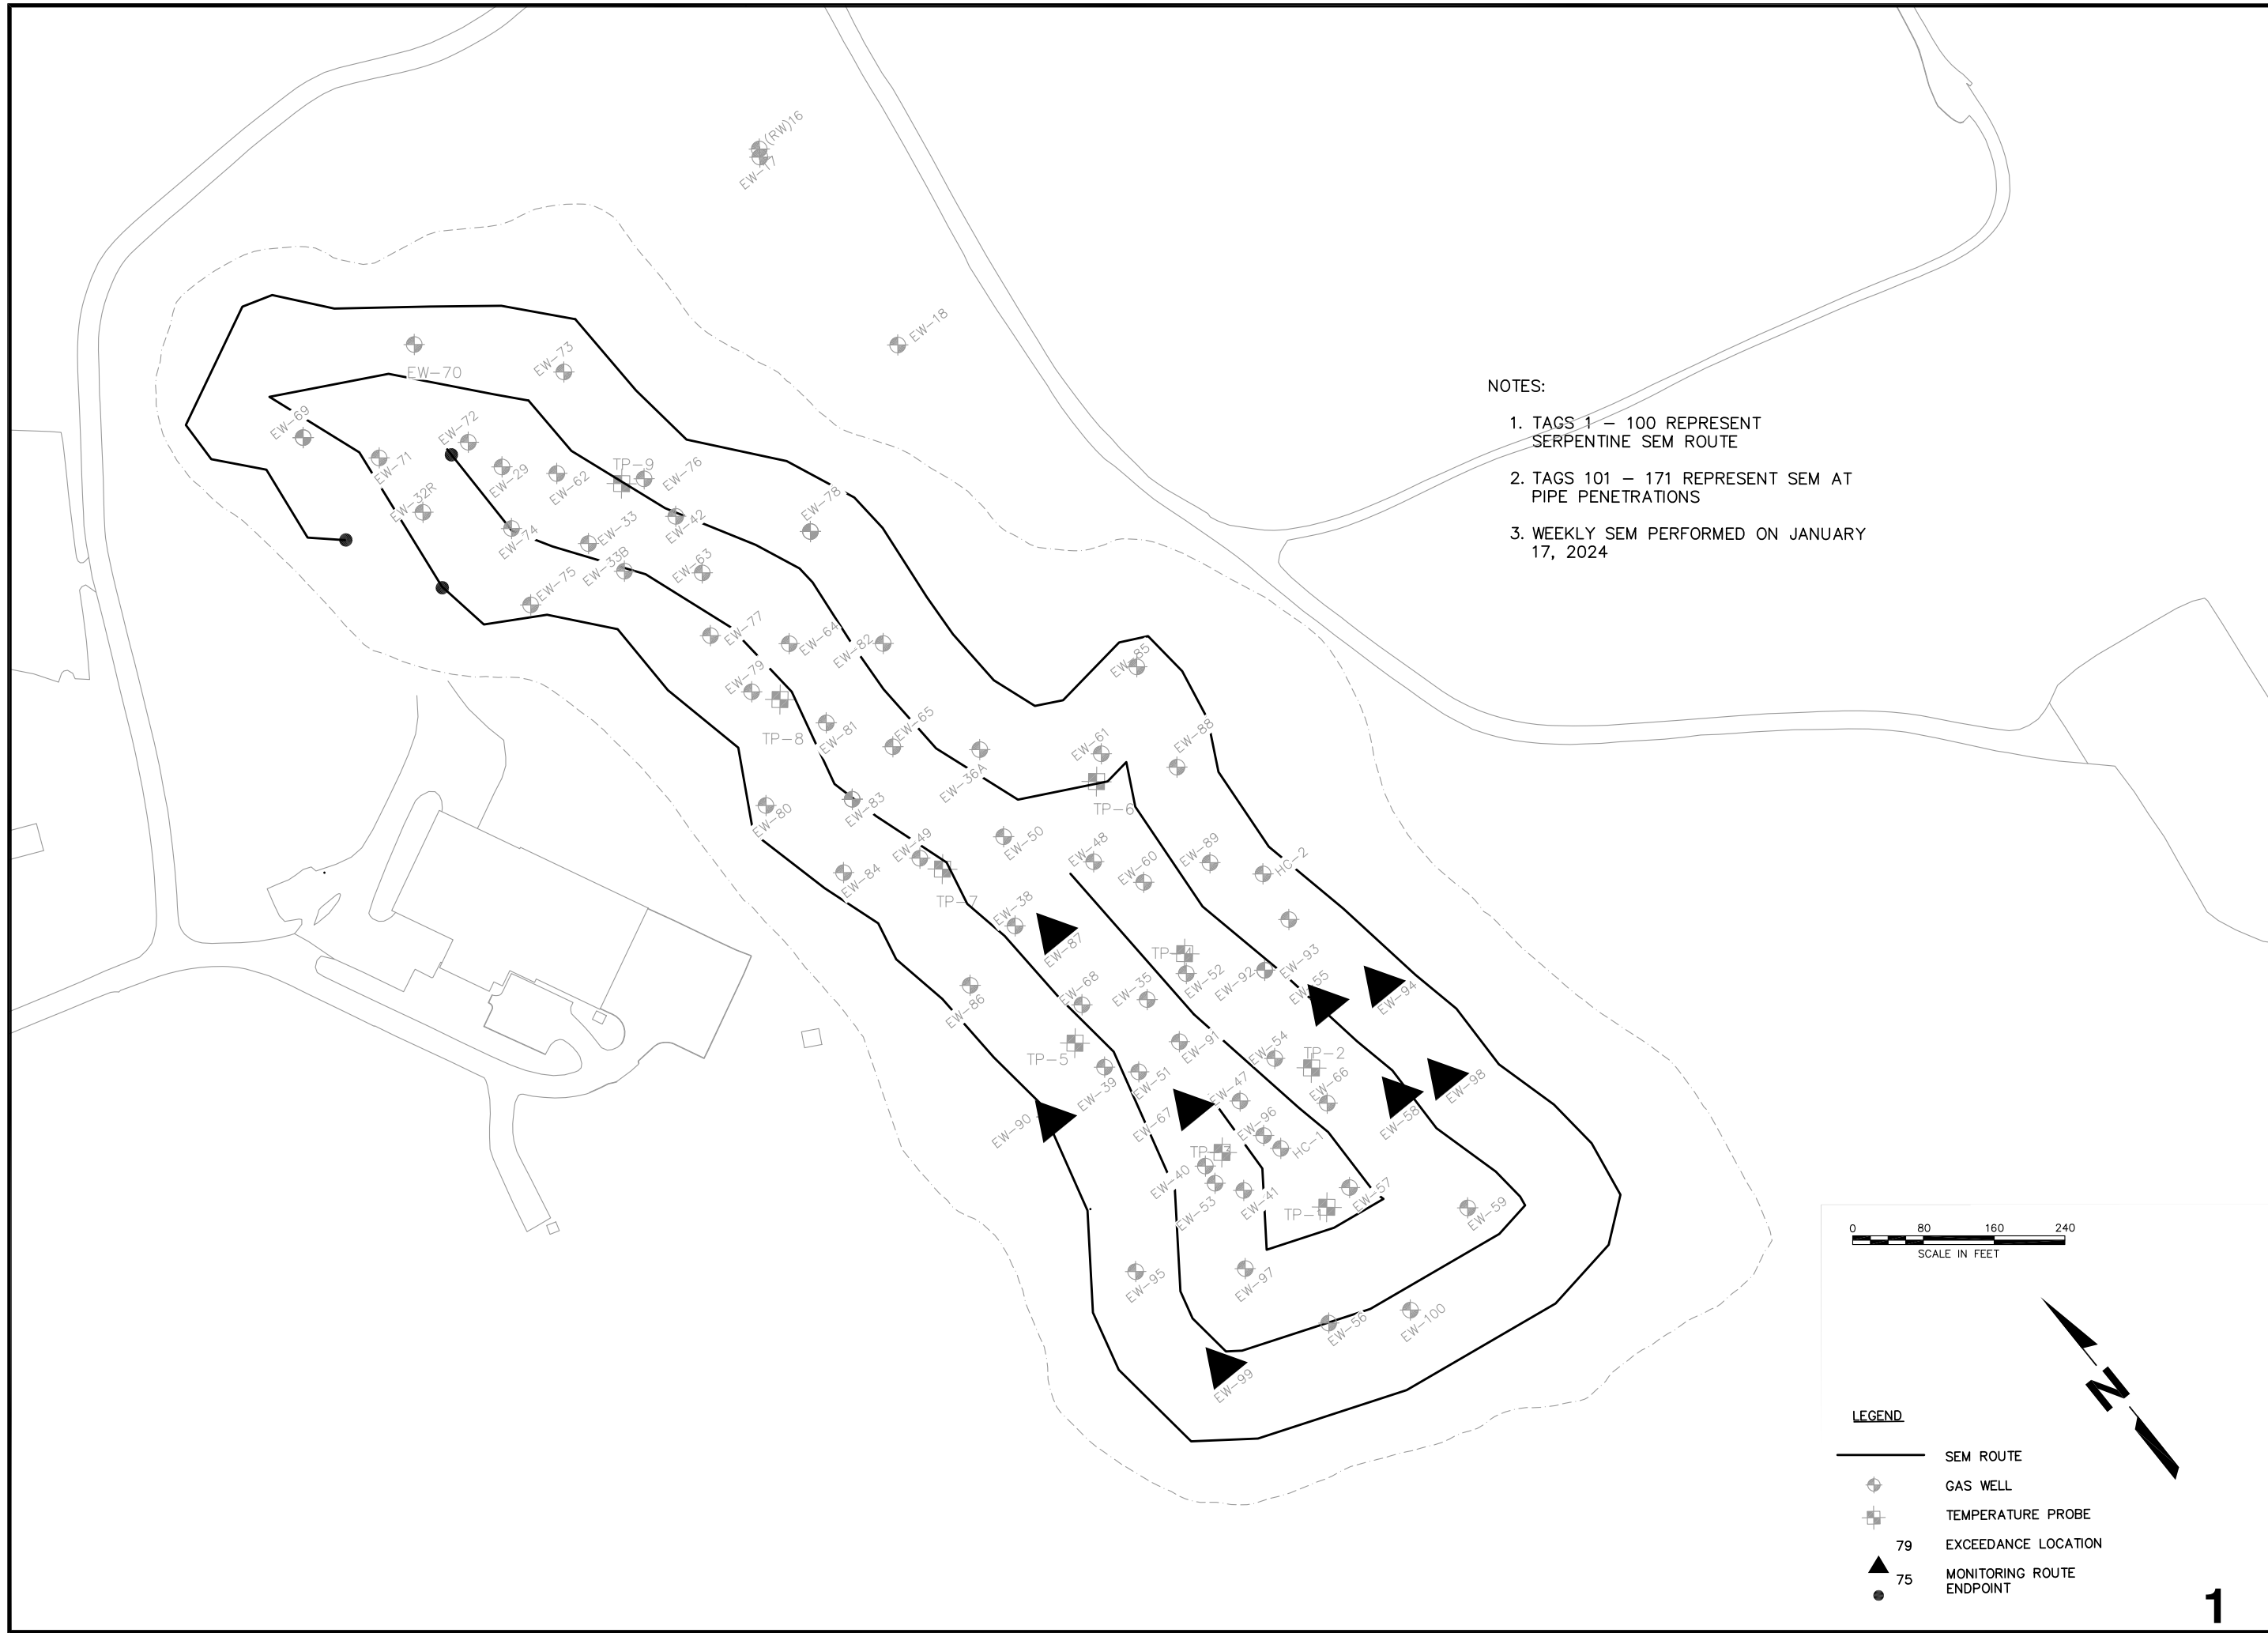 (RW)16
EW-17
EW-18
EW-73
EW-70
EW-69
EW-72
EW-71
EW-29
EW-62
TP-9
EW-76
EW-78
EW-32R
EW-74
EW-33
EW-42
EW-33B
EW-63
EW-75
EW-77
EW-64
EW-82
EW-85
EW-79
TP-8
EW-81
EW-65
EW-36A
EW-61
EW-88
TP-6
EW-80
EW-83
EW-49
EW-50
EW-48
EW-60
EW-89
HC-2
EW-84
TP-7
EW-38
EW-87
TP-4
EW-52
EW-92
EW-93
EW-55
EW-94
EW-86
EW-68
EW-35
EW-91
EW-54
TP-2
EW-66
EW-98
TP-5
EW-39
EW-51
EW-47
EW-58
EW-90
EW-67
EW-96
HC-1
TP-3
EW-40
EW-53
EW-41
TP-1
EW-57
EW-59
EW-95
EW-97
EW-56
EW-100
EW-99
NOTES:
1. TAGS 1 - 100 REPRESENT
SERPENTINE SEM ROUTE
2. TAGS 101 - 171 REPRESENT SEM AT
PIPE PENETRATIONS
3. WEEKLY SEM PERFORMED ON JANUARY
17, 2024
0 80 160 240
SCALE IN FEET
N
LEGEND
SEM ROUTE
GAS WELL
TEMPERATURE PROBE
79 EXCEEDANCE LOCATION
75 MONITORING ROUTE
ENDPOINT
1